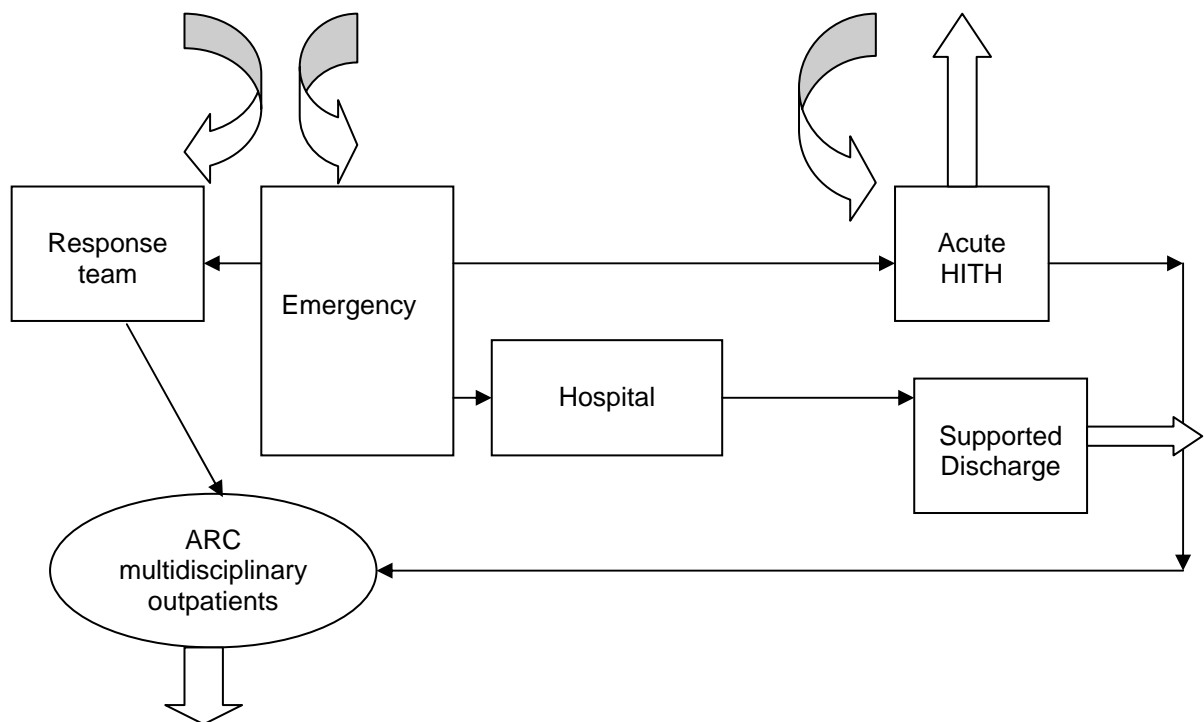 Response
team
Emergency
Acute
HITH
Hospital
Supported
Discharge
ARC
multidisciplinary
outpatients